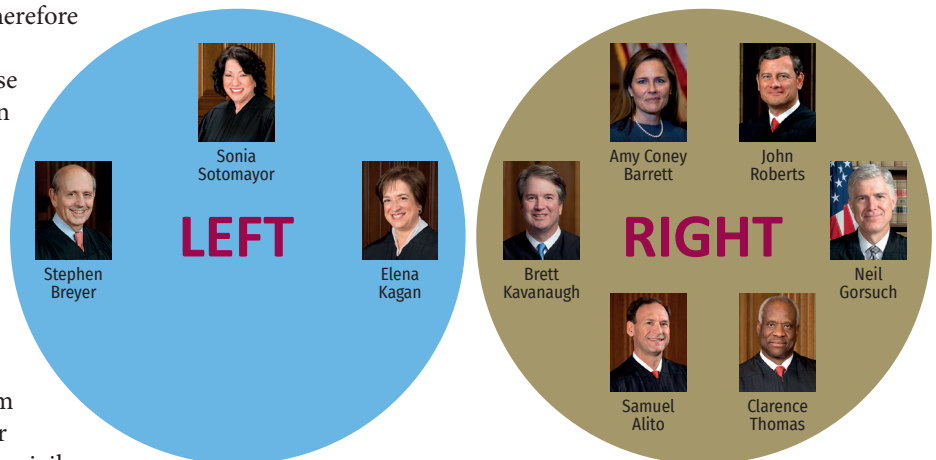 herefore
se
n
Sonia
Sotomayor
Stephen
Breyer
LEFT
Elena
Kagan
Amy Coney
Barrett
John
Roberts
Brett
Kavanaugh
RIGHT
Neil
Gorsuch
Samuel
Alito
Clarence
Thomas
m
r